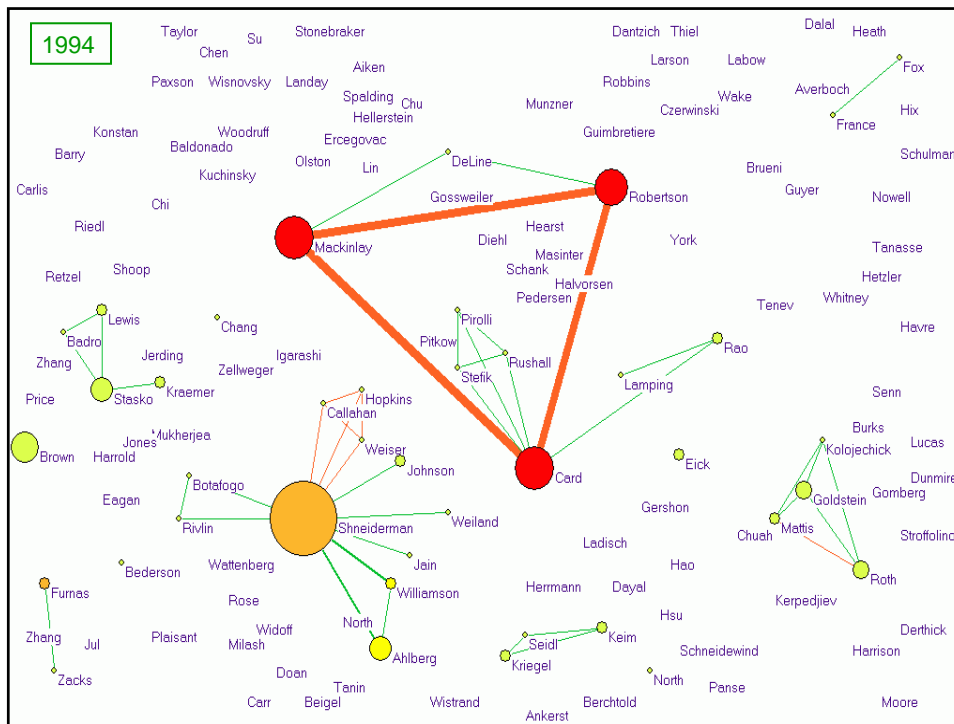 1994
Taylor
Su
Stonebraker
Dantzich Thiel
Dalal
Heath
Chen
Aiken
Larson
Labow
Fox
Paxson
Wisnovsky
Landay
Robbins
Averboch
Spalding
Chu
Munzner
Wake
Czerwinski
Hix
Hellerstein
France
Konstan
Woodruff
Guimbretiere
Ercegovac
Baldonado
Barry
Olston
Lin
DeLine
Brueni
Schulman
Kuchinsky
Carlis
Gossweiler
Robertson
Guyer
Nowell
Chi
Riedl
Mackinlay
Hearst
Diehl
York
Masinter
Tanasse
Shoop
Schank
Retzel
Halvorsen
Hetzler
Pedersen
Whitney
Tenev
Lewis
Chang
Pirolli
Havre
Badro
Pitkow
Rao
Zhang
Jerding
Igarashi
Rushall
Zellweger
Stefik
Lamping
Stasko
Kraemer
Senn
Price
Hopkins
Callahan
Burks
Mukherjea
Jones
Lucas
Weiser
Kolojechick
Brown
Harrold
Johnson
Eick
Card
Dunmire
Botafogo
Gomberg
Eagan
Goldstein
Gershon
Rivlin
Shneiderman
Weiland
Chuah
Mattis
Stroffolino
Ladisch
Wattenberg
Jain
Hao
Bederson
Roth
Furnas
Williamson
Herrmann
Dayal
Rose
Kerpedjiev
Hsu
North
Widoff
Derthick
Zhang
Jul
Plaisant
Milash
Seidl
Keim
Schneidewind
Harrison
Ahlberg
Kriegel
Doan
Zacks
North
Tanin
Panse
Carr
Beigel
Wistrand
Berchtold
Moore
Ankerst